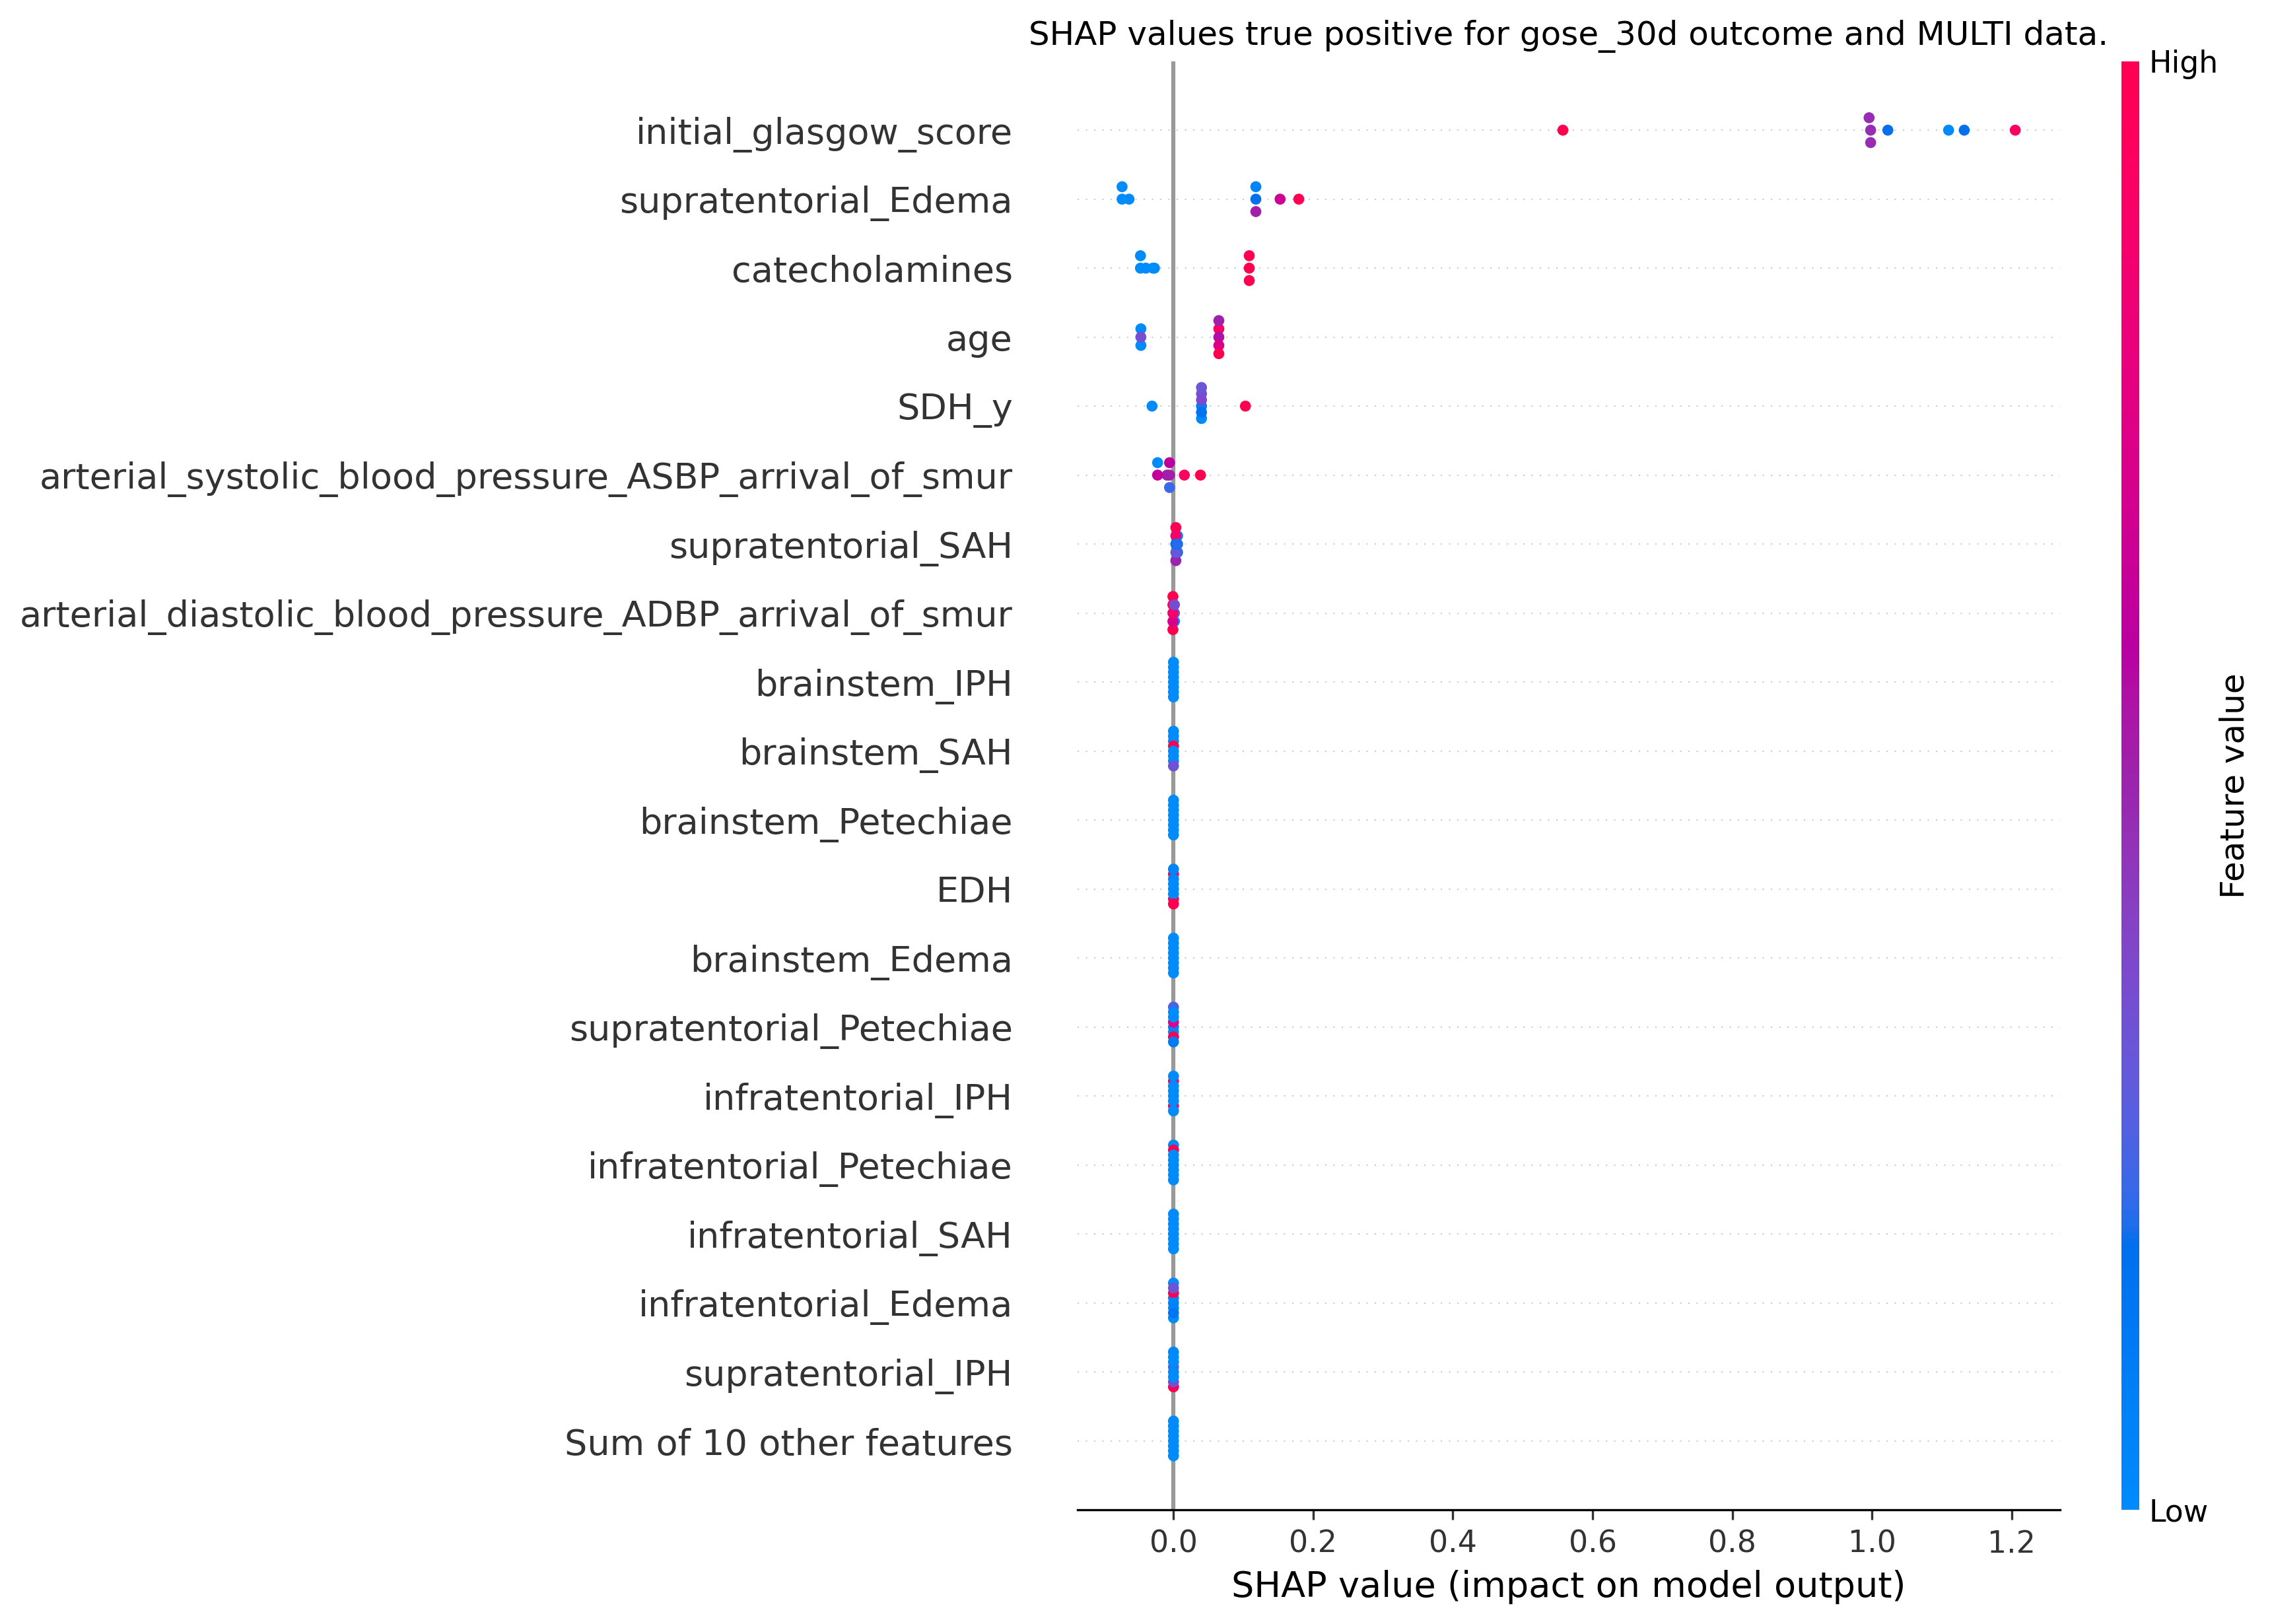 SHAP values true positive for gose_30d outcome and MULTI data.
High
initial_glasgow_score
supratentorial_Edema
catecholamines
age
SDH_y
arterial_systolic_blood_pressure_ASBP_arrival_of_smur
supratentorial_SAH
arterial_diastolic_blood_pressure_ADBP_arrival_of_smur
brainstem_IPH
brainstem_SAH
brainstem_Petechiae
EDH
brainstem_Edema
supratentorial_Petechiae
infratentorial_IPH
infratentorial_Petechiae
infratentorial_SAH
infratentorial_Edema
supratentorial_IPH
Sum of 10 other features
Feature value
Low
0.0 0.2 0.4 0.6 0.8 1.0 1.2
SHAP value (impact on model output)